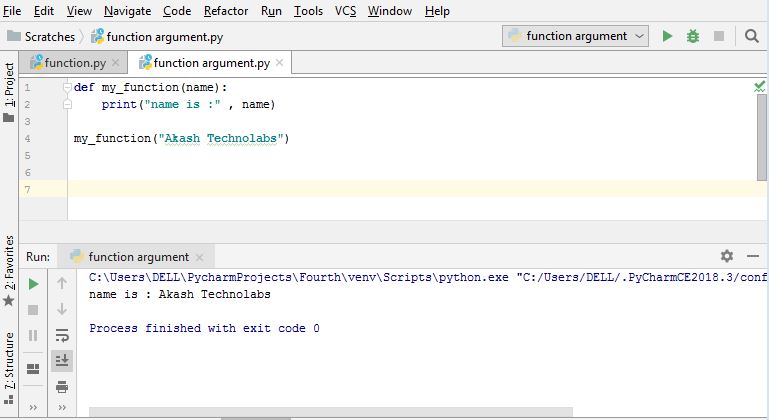 File Edit View Navigate Code Refactor Run Tools VCS Window Help
Scratches function argument.py function argument
function.py function argument.py
1: Project
1 def my_function(name):
2 print("name is :" , name)
3
4 my_function("Akash Technolabs")
5
6
7
2: Favorites
7: Structure
Run: function argument
C:\Users\DELL\PycharmProjects\Fourth\venv\Scripts\python.exe "C:/Users/DELL/.PyCharmCE2018.3/conf
name is : Akash Technolabs
Process finished with exit code 0